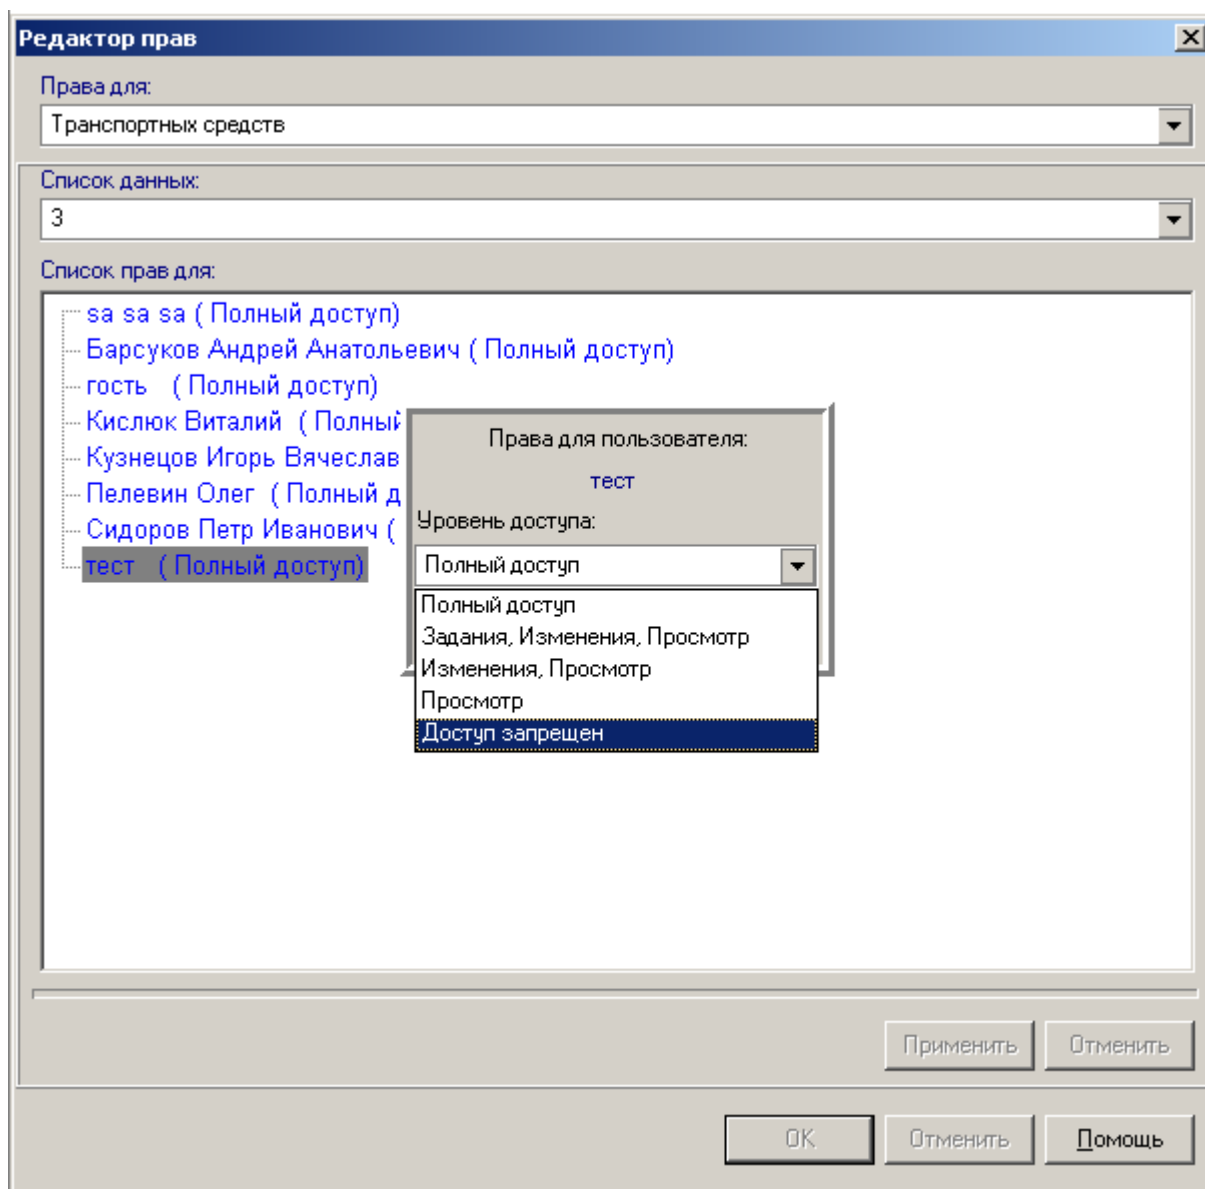 Редактор прав
Права для:
Транспортных средств
Список данных:
3
Список прав для:
sa sa sa ( Полный доступ)
Барсуков Андрей Анатольевич ( Полный доступ)
гость ( Полный доступ)
Кислюк Виталий ( Полный
Кузнецов Игорь Вячеслав
Пелевин Олег ( Полный д
Сидоров Петр Иванович (
тест ( Полный доступ)
Права для пользователя:
тест
Уровень доступа:
Полный доступ
Полный доступ
Задания, Изменения, Просмотр
Изменения, Просмотр
Просмотр
Доступ запрещен
Применить Отменить
OK Отменить Помощь